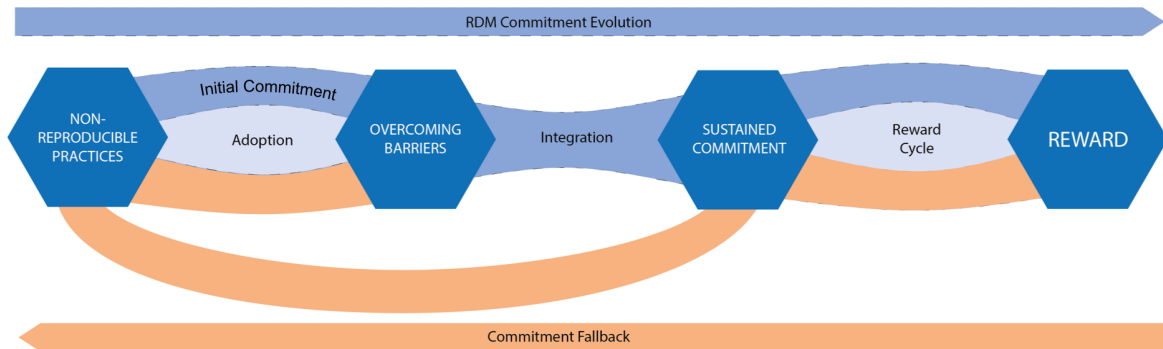 RDM Commitment Evolution
Initial Commitment
NON-
REPRODUCIBLE
PRACTICES
Adoption
OVERCOMING
BARRIERS
Integration
SUSTAINED
COMMITMENT
Reward
Cycle
REWARD
Commitment Fallback